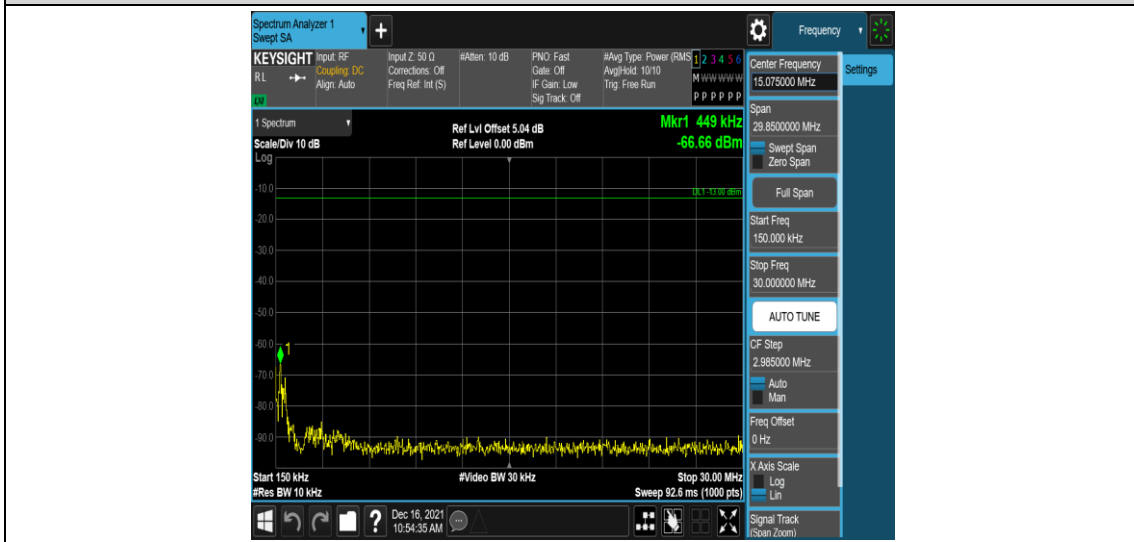 Spectrum Analyzer 1
Swept SA
+
Frequency
KEYSIGHT
RL
Input: RF
Coupling: DC
Align: Auto
Input Z: 50 Ω
Corrections: Off
Freq Ref: Int (S)
#Atten: 10 dB
PNO: Fast
Gate: Off
IF Gain: Low
Sig Track: Off
#Avg Type: Power (RMS
Avg|Hold: 10/10
Trig: Free Run
1 2 3 4 5 6
M W W W W W
P P P P P P
1 Spectrum
Scale/Div 10 dB
Ref Lvl Offset 5.04 dB
Ref Level 0.00 dBm
Mkr1 449 kHz
-66.66 dBm
Log
DL1 -13.00 dBm
-10.0
-20.0
-30.0
-40.0
-50.0
-60.0
1
-70.0
-80.0
-90.0
Start 150 kHz
#Res BW 10 kHz
#Video BW 30 kHz
Stop 30.00 MHz
Sweep 92.6 ms (1000 pts)
Center Frequency
15.075000 MHz
Settings
Span
29.8500000 MHz
Swept Span
Zero Span
Full Span
Start Freq
150.000 kHz
Stop Freq
30.000000 MHz
AUTO TUNE
CF Step
2.985000 MHz
Auto
Man
Freq Offset
0 Hz
X Axis Scale
Log
Lin
Signal Track
(Span Zoom)
?
Dec 16, 2021
10:54:35 AM